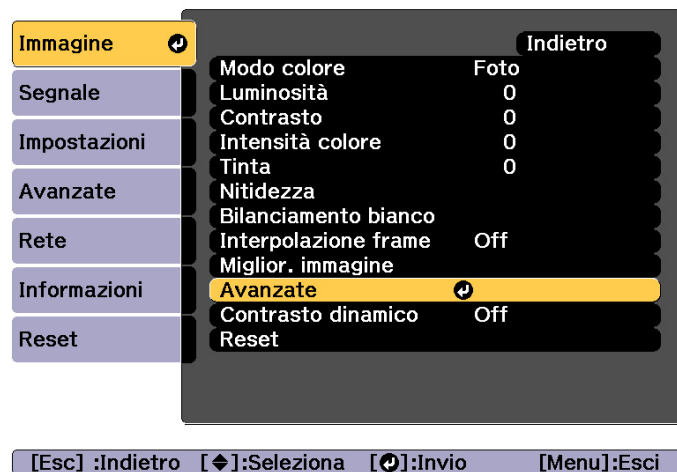 Immagine
Segnale
Impostazioni
Avanzate
Rete
Informazioni
Reset
Indietro
Modo colore Foto
Luminosità 0
Contrasto 0
Intensità colore 0
Tinta 0
Nitidezza
Bilanciamento bianco
Interpolazione frame Off
Miglior. immagine
Avanzate
Contrasto dinamico Off
Reset
[Esc] :Indietro [◆]:Seleziona [↵]:Invio [Menu]:Esci